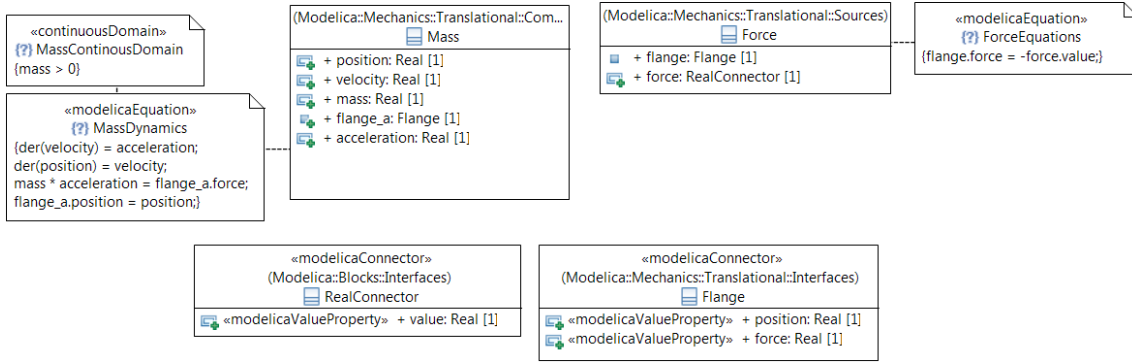 «continuousDomain»
{?} MassContinousDomain
{mass > 0}
«modelicaEquation»
{?} MassDynamics
{der(velocity) = acceleration;
der(position) = velocity;
mass * acceleration = flange_a.force;
flange_a.position = position;}
(Modelica::Mechanics::Translational::Com...
Mass
+ position: Real [1]
+ velocity: Real [1]
+ mass: Real [1]
+ flange_a: Flange [1]
+ acceleration: Real [1]
(Modelica::Mechanics::Translational::Sources)
Force
+ flange: Flange [1]
+ force: RealConnector [1]
«modelicaEquation»
{?} ForceEquations
{flange.force = -force.value;}
«modelicaConnector»
(Modelica::Blocks::Interfaces)
RealConnector
«modelicaValueProperty» + value: Real [1]
«modelicaConnector»
(Modelica::Mechanics::Translational::Interfaces)
Flange
«modelicaValueProperty» + position: Real [1]
«modelicaValueProperty» + force: Real [1]